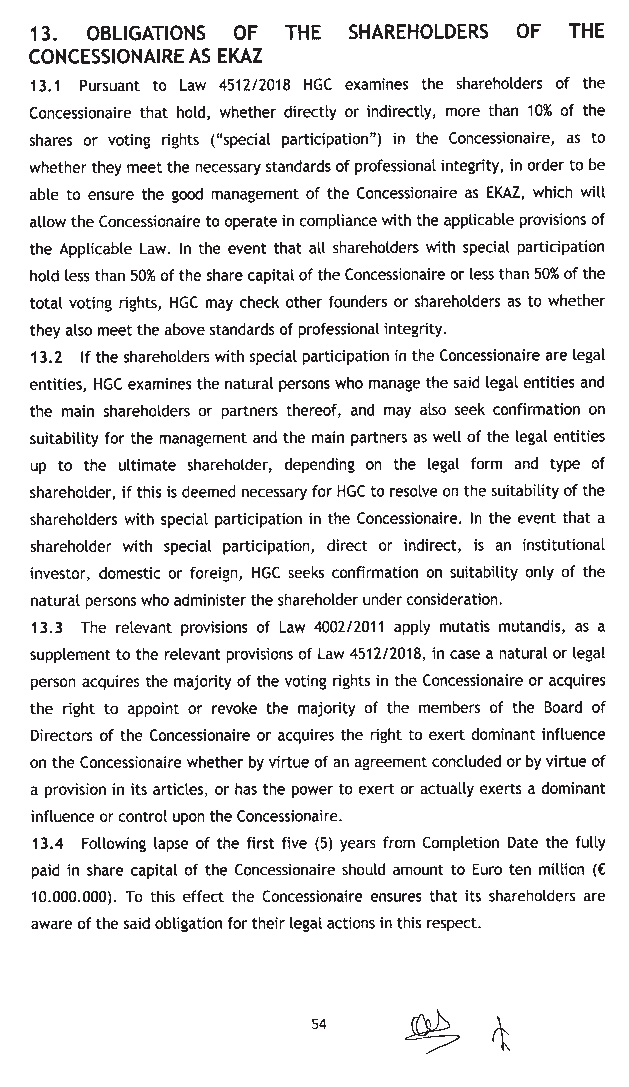 13. OBLIGATIONS OF THE SHAREHOLDERS OF THE
CONCESSIONAIRE AS EKAZ
13.1 Pursuant to Law 4512/2018 HGC examines the shareholders of the
Concessionaire that hold, whether directly or indirectly, more than 10% of the
shares or voting rights (“special participation”) in the Concessionaire, as to
whether they meet the necessary standards of professional integrity, in order to be
able to ensure the good management of the Concessionaire as EKAZ, which will
allow the Concessionaire to operate in compliance with the applicable provisions of
the Applicable Law. In the event that all shareholders with special participation
hold less than 50% of the share capital of the Concessionaire or less than 50% of the
total voting rights, HGC may check other founders or shareholders as to whether
they also meet the above standards of professional integrity.
13.2 If the shareholders with special participation in the Concessionaire are legal
entities, HGC examines the natural persons who manage the said legal entities and
the main shareholders or partners thereof, and may also seek confirmation on
suitability for the management and the main partners as well of the legal entities
up to the ultimate shareholder, depending on the legal form and type of
shareholder, if this is deemed necessary for HGC to resolve on the suitability of the
shareholders with special participation in the Concessionaire. In the event that a
shareholder with special participation, direct or indirect, is an institutional
investor, domestic or foreign, HGC seeks confirmation on suitability only of the
natural persons who administer the shareholder under consideration.
13.3 The relevant provisions of Law 4002/2011 apply mutatis mutandis, as a
supplement to the relevant provisions of Law 4512/2018, in case a natural or legal
person acquires the majority of the voting rights in the Concessionaire or acquires
the right to appoint or revoke the majority of the members of the Board of
Directors of the Concessionaire or acquires the right to exert dominant influence
on the Concessionaire whether by virtue of an agreement concluded or by virtue of
a provision in its articles, or has the power to exert or actually exerts a dominant
influence or control upon the Concessionaire.
13.4 Following lapse of the first five (5) years from Completion Date the fully
paid in share capital of the Concessionaire should amount to Euro ten million (€
10.000.000). To this effect the Concessionaire ensures that its shareholders are
aware of the said obligation for their legal actions in this respect.
54